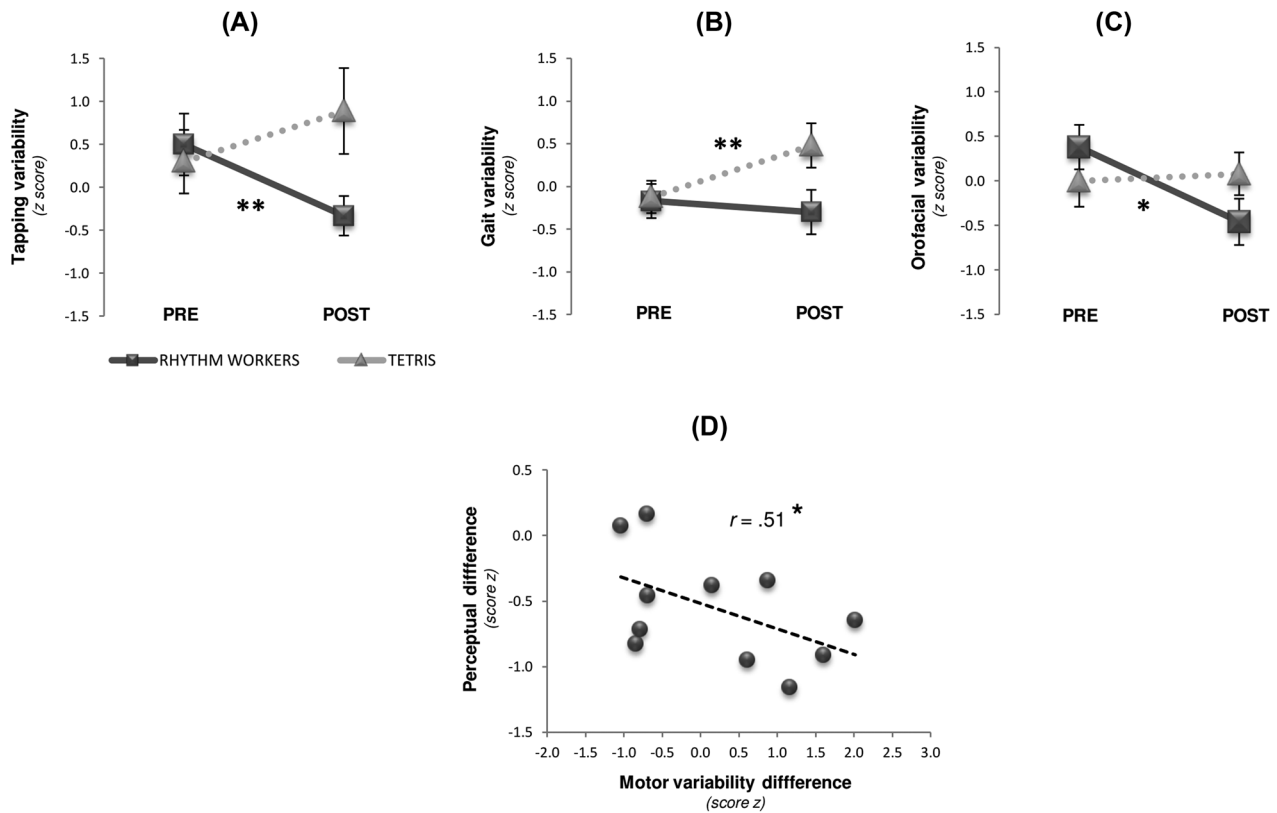 (A)
(B)
(C)
Tapping variability
(z score)
1.5
1.0
0.5
0.0
-0.5
-1.0
-1.5
**
PRE
POST
Gait variability
(z score)
1.5
1.0
0.5
0.0
-0.5
-1.0
-1.5
**
PRE
POST
Orofacial variability
(z score)
1.5
1.0
0.5
0.0
-0.5
-1.0
-1.5
*
PRE
POST
RHYTHM WORKERS
TETRIS
(D)
Perceptual diffference
(score z)
0.5
0.0
-0.5
-1.0
-1.5
r = .51 *
-2.0 -1.5 -1.0 -0.5 0.0 0.5 1.0 1.5 2.0 3.0
Motor variability diffference
(score z)